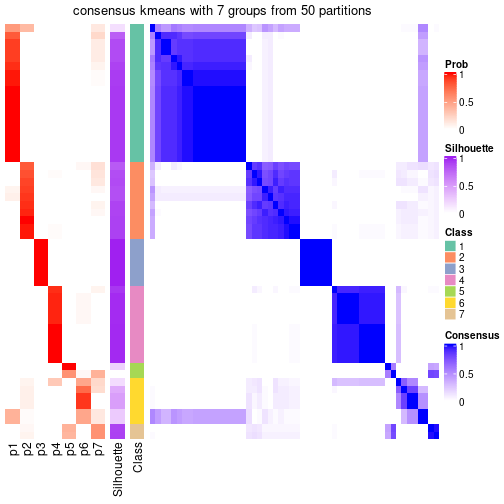 consensus kmeans with 7 groups from 50 partitions
Prob
1
0.5
0
Silhouette
1
0.5
0
Class
1
2
3
4
5
6
7
Consensus
1
0.5
0
p1
p2
p3
p4
p5
p6
p7
Silhouette
Class